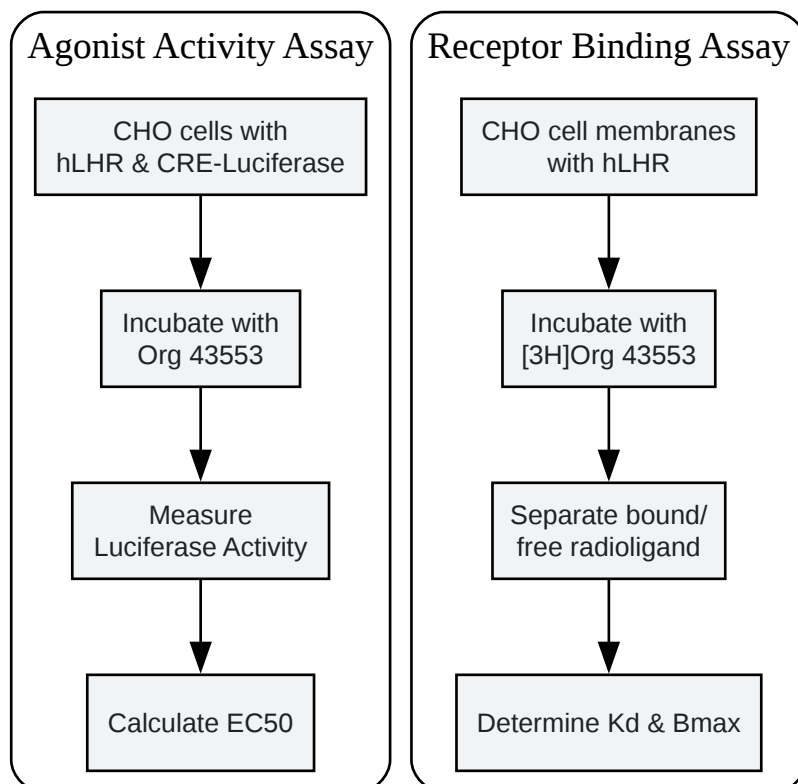 Agonist Activity Assay
CHO cells with
hLHR & CRE-Luciferase
Incubate with
Org 43553
Measure
Luciferase Activity
Calculate EC50
Receptor Binding Assay
CHO cell membranes
with hLHR
Incubate with
[3H]Org 43553
Separate bound/
free radioligand
Determine Kd & Bmax